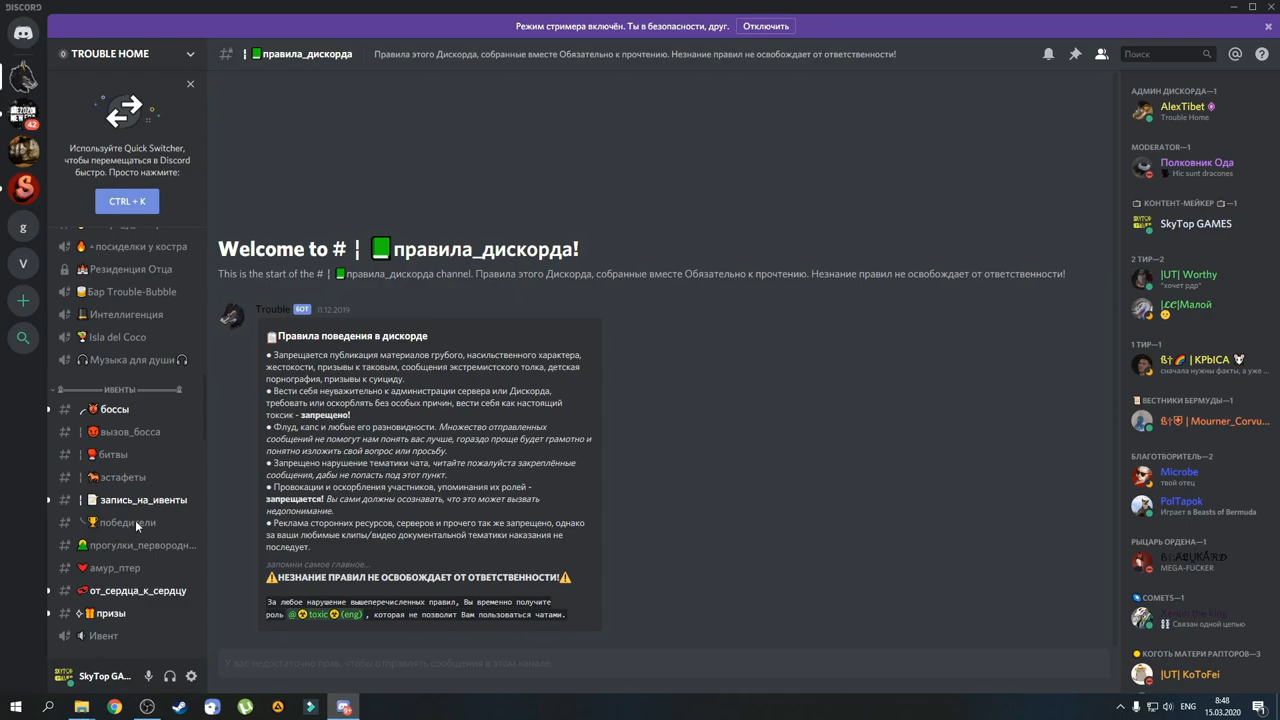 DISCORD
Режим стримера включён. Ты в безопасности, друг.
Отключить
TROUBLE HOME
правила_дискорда
Правила этого Дискорда, собранные вместе Обязательно к прочтению. Незнание правил не освобождает от ответственности!
Поиск
42
g
V
Используйте Quick Switcher,
чтобы перемещаться в Discord
быстро. Просто нажмите:
CTRL + K
посиделки у костра
Резиденция Отца
Бар Trouble-Bubble
Интеллигенция
Isla del Coco
Музыка для души
ИВЕНТЫ
боссы
вызов_босса
битвы
эстафеты
запись_на_ивенты
победители
прогулки_первородн...
амур_птер
от_сердца_к_сердцу
призы
Ивент
SkyTop GA...
Welcome to # ¦ 📗правила_дискорда!
This is the start of the # ¦ 📗правила_дискорда channel. Правила этого Дискорда, собранные вместе Обязательно к прочтению. Незнание правил не освобождает от ответственности!
Trouble БОТ 11.12.2019
📋Правила поведения в дискорде
● Запрещается публикация материалов грубого, насильственного характера,
жестокости, призывы к таковым, сообщения экстремистского толка, детская
порнография, призывы к суициду.
● Вести себя неуважительно к администрации сервера или Дискорда,
требовать или оскорблять без особых причин, вести себя как настоящий
токсик - запрещено!
● Флуд, капс и любые его разновидности. Множество отправленных
сообщений не помогут нам понять вас лучше, гораздо проще будет грамотно и
понятно изложить свой вопрос или просьбу.
● Запрещено нарушение тематики чата, читайте пожалуйста закреплённые
сообщения, дабы не попасть под этот пункт.
● Провокации и оскорбления участников, упоминания их ролей -
запрещается! Вы сами должны осознавать, что это может вызвать
недопонимание.
● Реклама сторонних ресурсов, серверов и прочего так же запрещено, однако
за ваши любимые клипы/видео документальной тематики наказания не
последует.
запомни самое главное...
⚠НЕЗНАНИЕ ПРАВИЛ НЕ ОСВОБОЖДАЕТ ОТ ОТВЕТСТВЕННОСТИ!⚠
За любое нарушение вышеперечисленных правил, Вы временно получите
роль @☣toxic☣(eng) , которая не позволит Вам пользоваться чатами.
У вас недостаточно прав, чтобы отправлять сообщения в этом канале.
АДМИН ДИСКОРДА—1
AlexTibet
Trouble Home
MODERATOR—1
Полковник Ода
Hic sunt dracones
КОНТЕНТ-МЕЙКЕР—1
SkyTop GAMES
2 ТИР—2
|UT| Worthy
"хочет рдр"
|ȽȻ|Малой
1 ТИР—1
ß† | КРЫСА
сначала нужны факты, а уже ...
ВЕСТНИКИ БЕРМУДЫ—1
ß† | Mourner_Corvu...
БЛАГОТВОРИТЕЛЬ—2
Microbe
твой отец
PolTapok
Играет в Beasts of Bermuda
РЫЦАРЬ ОРДЕНА—1
MEGA-FUCKER
COMET5—1
Xenon the king
Связан одной цепью
КОГОТЬ МАТЕРИ РАПТОРОВ—3
|UT| KoToFei
ENG
8:48
15.03.2020